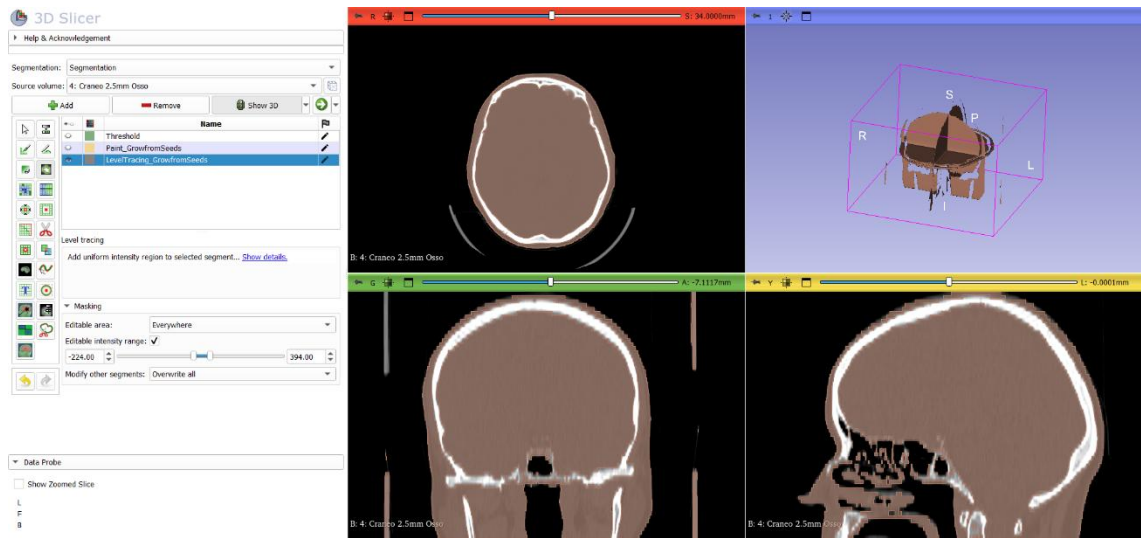 3D Slicer
Help & Acknowledgement
Segmentation: Segmentation
Source volume: 4: Craneo 2.5mm Osso
Add Remove Show 3D
Name
Threshold
Paint_GrowfromSeeds
LevelTracing_GrowfromSeeds
Level tracing
Add uniform intensity region to selected segment... Show details.
Masking
Editable area: Everywhere
Editable intensity range:
-224.00 394.00
Modify other segments: Overwrite all
Data Probe
Show Zoomed Slice
L
F
B
R S: 34.0000mm
B: 4: Craneo 2.5mm Osso
1
S
P
R
L
I
G A: -7.1117mm
B: 4: Craneo 2.5mm Osso
Y L: -0.0001mm
B: 4: Craneo 2.5mm Osso